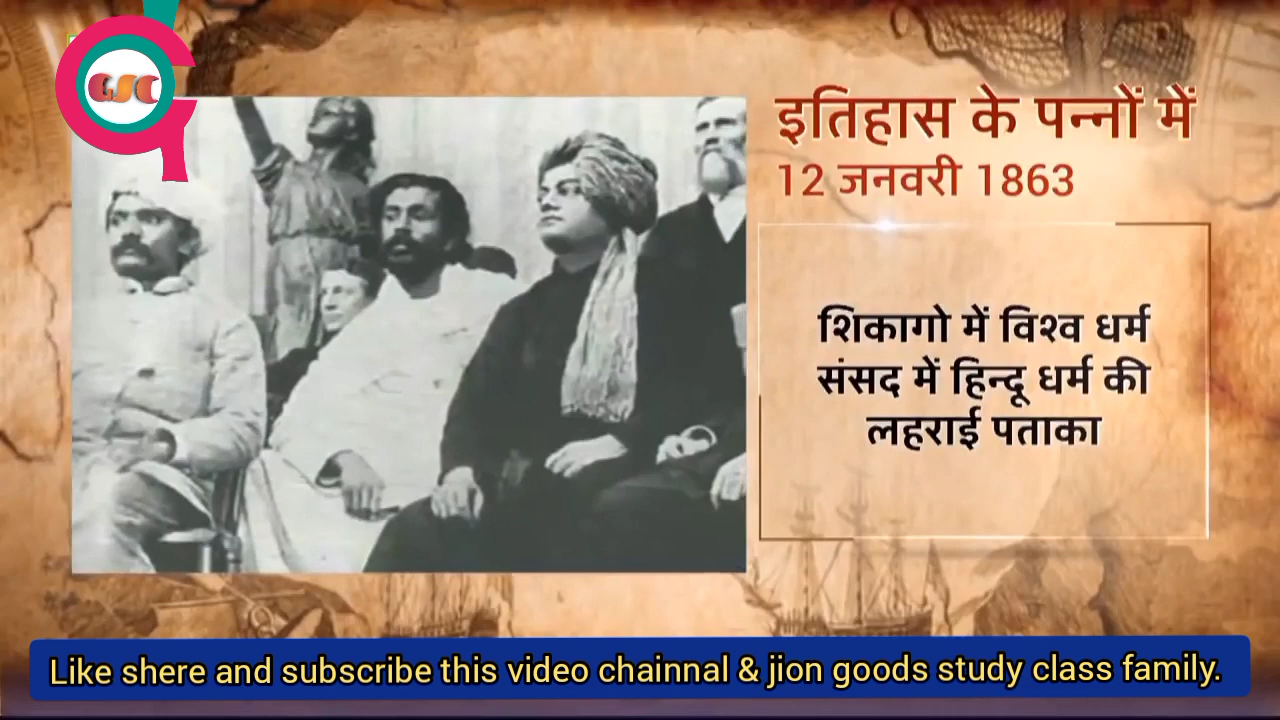 GSC
इतिहास के पन्नों में
12 जनवरी 1863
शिकागो में विश्व धर्म
संसद में हिन्दू धर्म की
लहराई पताका
Like shere and subscribe this video chainnal & jjion goods study class family.